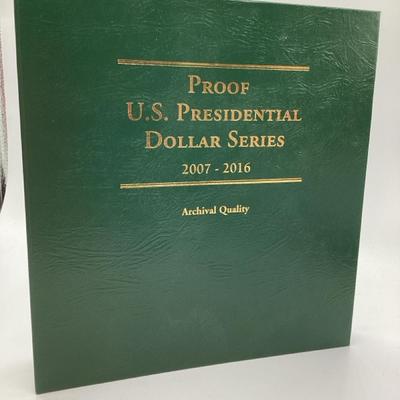 PROOF
U.S. PRESIDENTIAL
DOLLAR SERIES
2007 - 2016
Archival Quality